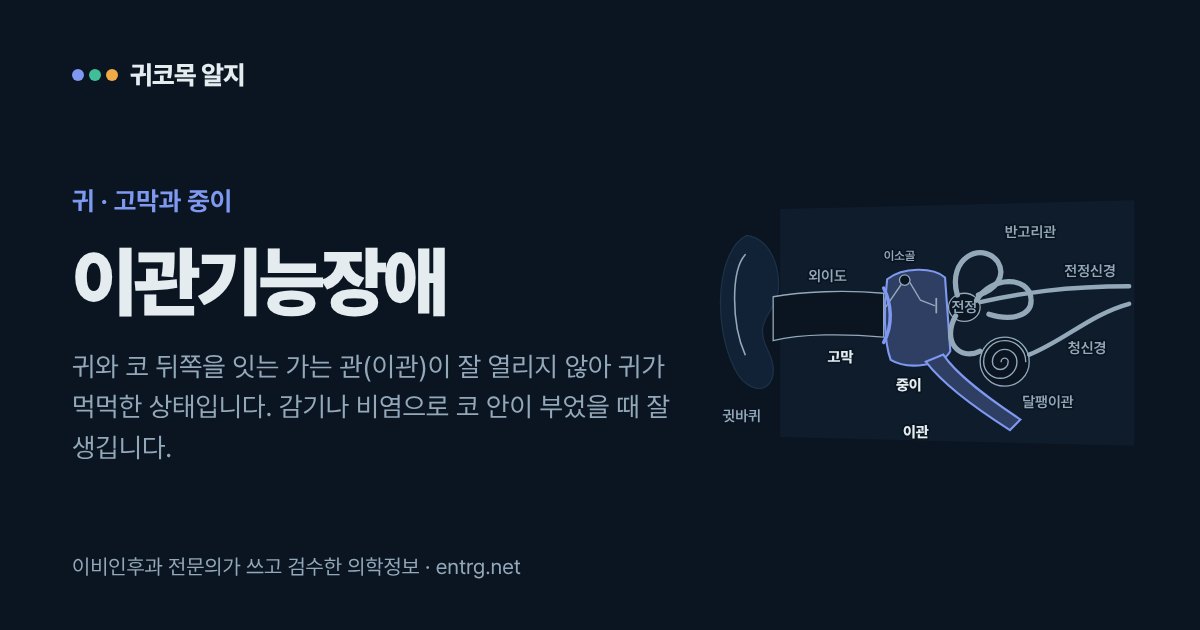 귀코목 알지
귀 · 고막과 중이
이관기능장애
귀와 코 뒤쪽을 잇는 가는 관(이관)이 잘 열리지 않아 귀가
먹먹한 상태입니다. 감기나 비염으로 코 안이 부었을 때 잘
생깁니다.
반고리관
이소골
외이도
전정신경
전정
고막
청신경
중이
달팽이관
귓바퀴
이관
이비인후과 전문의가 쓰고 검수한 의학정보 · entrg.net